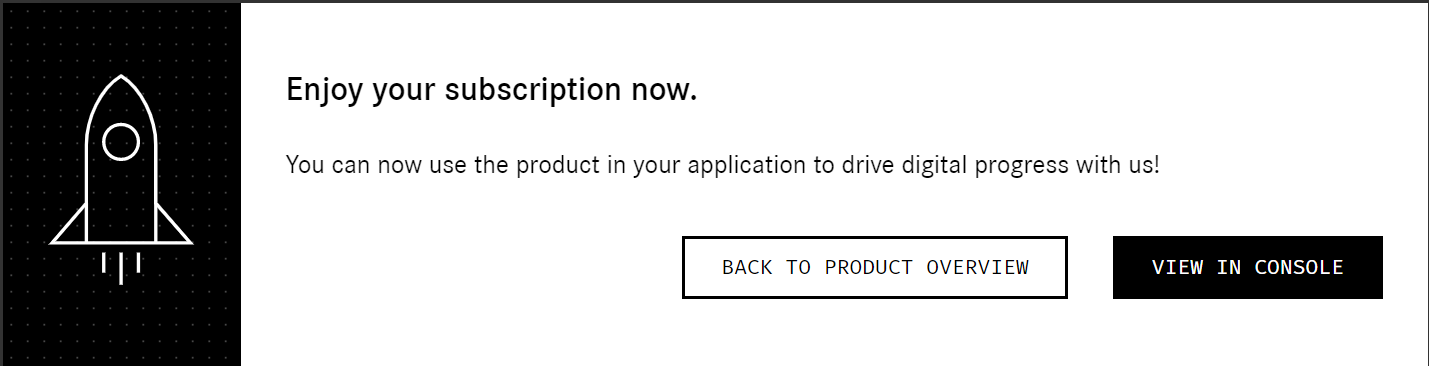 Enjoy your subscription now.
You can now use the product in your application to drive digital progress with us!
BACK TO PRODUCT OVERVIEW
VIEW IN CONSOLE